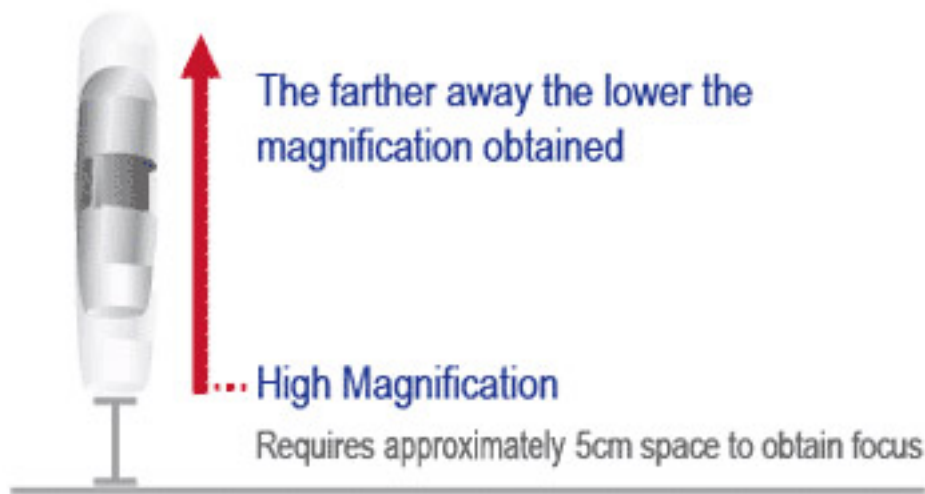 The farther away the lower the
magnification obtained
High Magnification
Requires approximately 5cm space to obtain focus